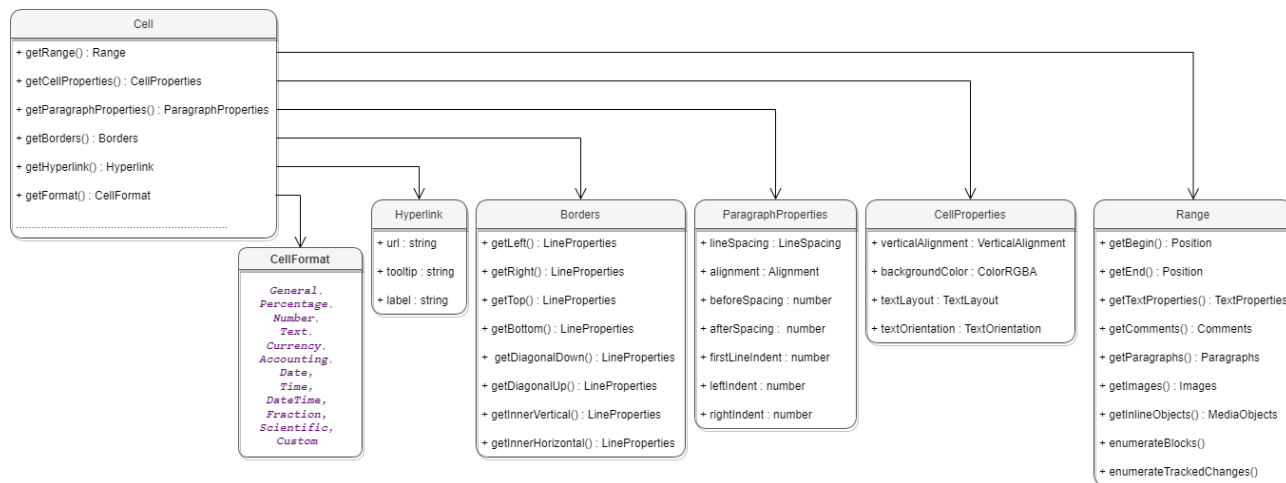 Cell
+ getRange() : Range
+ getCellProperties() : CellProperties
+ getParagraphProperties() : ParagraphProperties
+ getBorders() : Borders
+ getHyperlink() : Hyperlink
+ getFormat() : CellFormat
CellFormat
General.
Percentage.
Number.
Text.
Currency.
Accounting.
Date,
Time,
DateTime,
Fraction,
Scientific,
Custom
Hyperlink
+ url : string
+ tooltip : string
+ label : string
Borders
+ getLeft() : LineProperties
+ getRight() : LineProperties
+ getTop() : LineProperties
+ getBottom() : LineProperties
+ getDiagonalDown() : LineProperties
+ getDiagonalUp() : LineProperties
+ getInnerVertical() : LineProperties
+ getInnerHorizontal() : LineProperties
ParagraphProperties
+ lineSpacing : LineSpacing
+ alignment : Alignment
+ beforeSpacing : number
+ afterSpacing : number
+ firstLineIndent : number
+ leftIndent : number
+ rightIndent : number
CellProperties
+ verticalAlignment : VerticalAlignment
+ backgroundColor : ColorRGBA
+ textLayout : TextLayout
+ textOrientation : TextOrientation
Range
+ getBegin() : Position
+ getEnd() : Position
+ getTextProperties() : TextProperties
+ getComments() : Comments
+ getParagraphs() : Paragraphs
+ getImages() : Images
+ getInlineObjects() : MediaObjects
+ enumerateBlocks()
+ enumerateTrackedChanges()